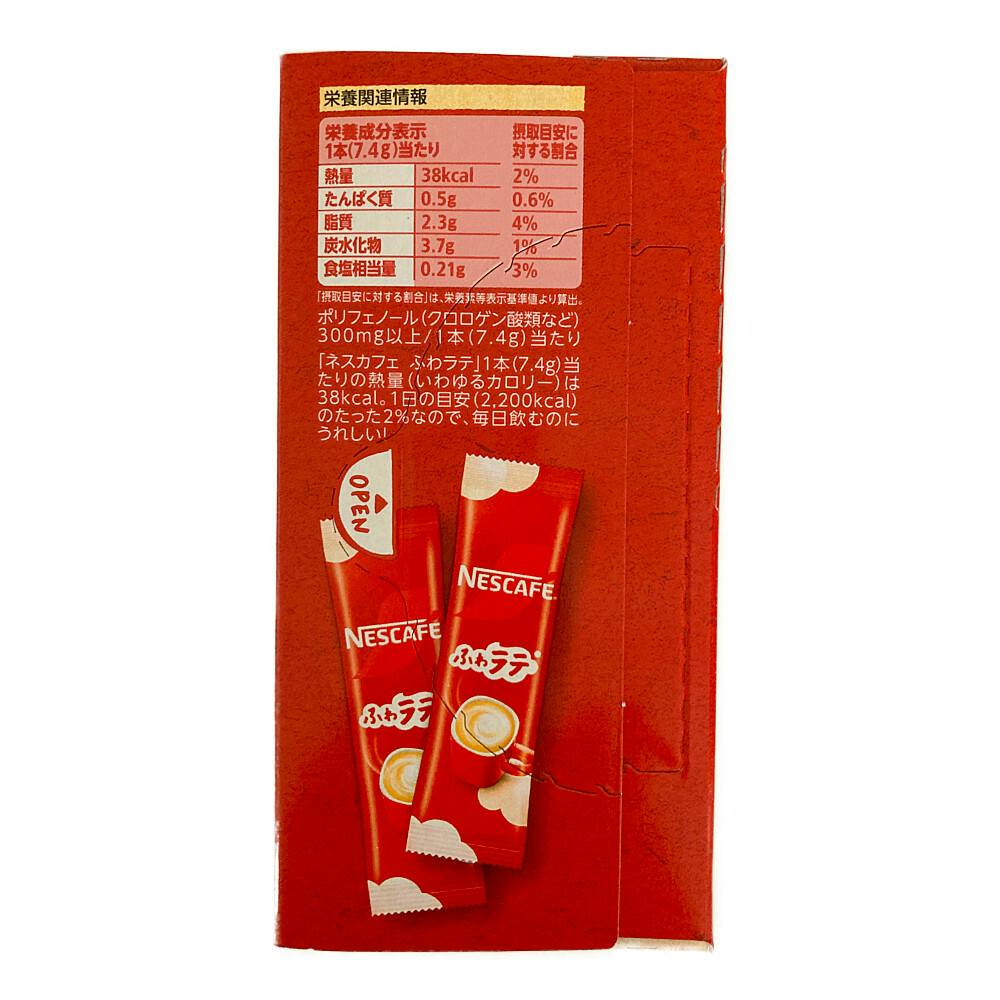 栄養関連情報
栄養成分表示 摂取目安に
1本(7.4g)当たり 対する割合
熱量 38kcal 2%
たんぱく質 0.5g 0.6%
脂質 2.3g 4%
炭水化物 3.7g 1%
食塩相当量 0.21g 3%
「摂取目安に対する割合」は、栄養素等表示基準値より算出。
ポリフェノール(クロロゲン酸類など)
300mg以上/1本(7.4g)当たり
「ネスカフェ ふわラテ」1本(7.4g)当
たりの熱量(いわゆるカロリー)は
38kcal。1日の目安(2,200kcal)
のたった2%なので、毎日飲むのに
うれしい!
OPEN
NESCAFÉ
ふわラテ
NESCAFÉ
ふわラテ